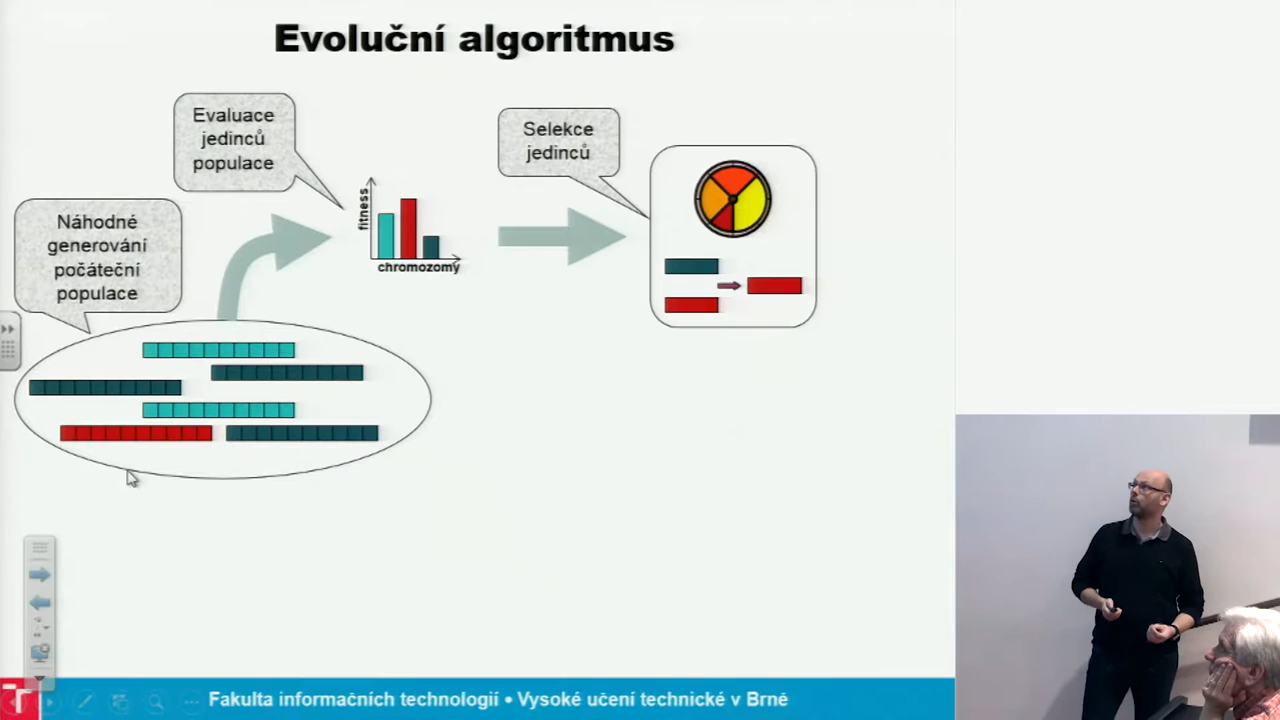 Evoluční algoritmus
Evaluace
jedinců
populace
Selekce
jedinců
Náhodné
generování
počáteční
populace
fitness
chromozomy
Fakulta informačních technologií • Vysoké učení technické v Brně